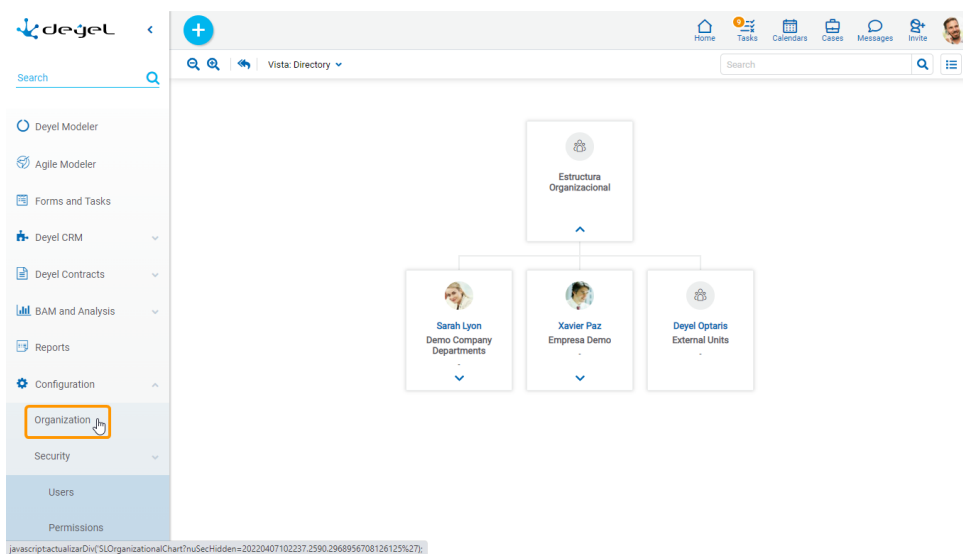 deyel
Home
9
Tasks
Calendars
Cases
Messages
Invite
Search
Vista: Directory
Search
Deyel Modeler
Agile Modeler
Forms and Tasks
Deyel CRM
Deyel Contracts
BAM and Analysis
Reports
Configuration
Organization
Security
Users
Permissions
Estructura
Organizacional
Sarah Lyon
Demo Company
Departments
-
Xavier Paz
Empresa Demo
-
Deyel Optaris
External Units
-
javascript:actualizarDiv('SLOrganizationalChart?nuSecHidden=20220407102237.2590.2968956708126125%27);